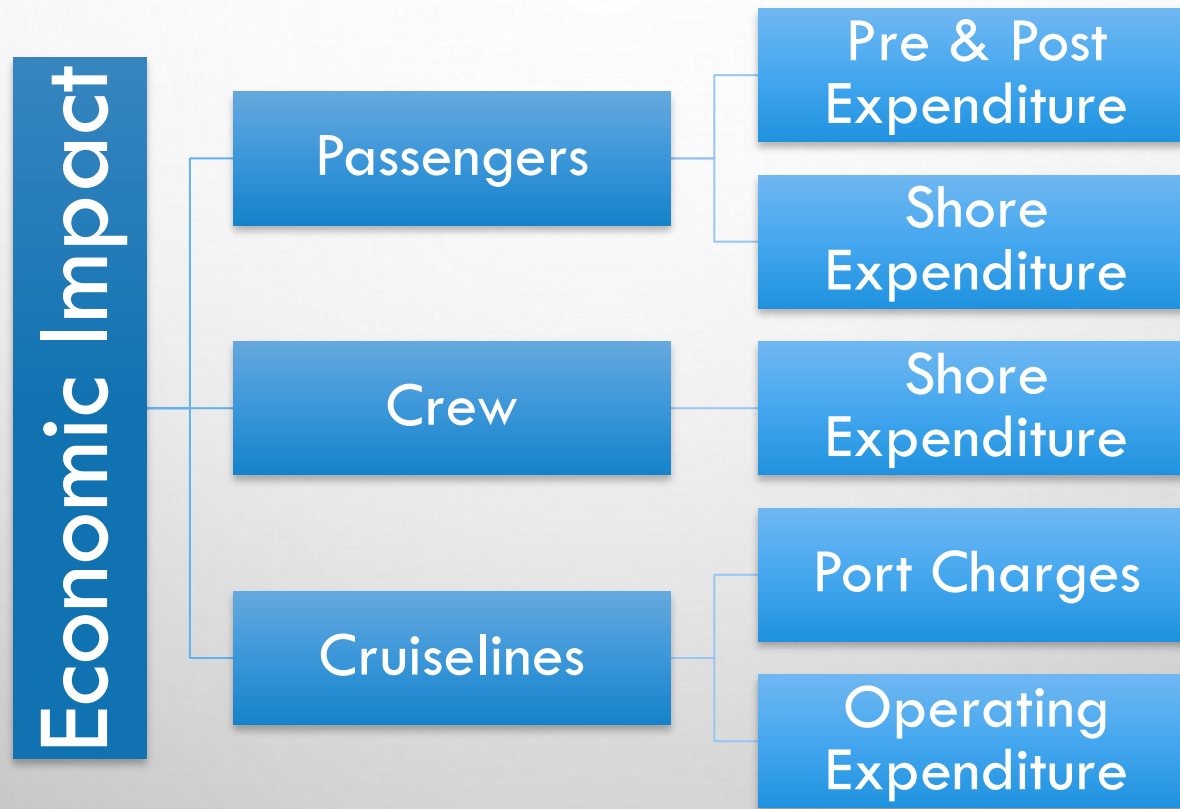 Economic Impact
Passengers
Pre & Post
Expenditure
Shore
Expenditure
Crew
Shore
Expenditure
Cruiselines
Port Charges
Operating
Expenditure